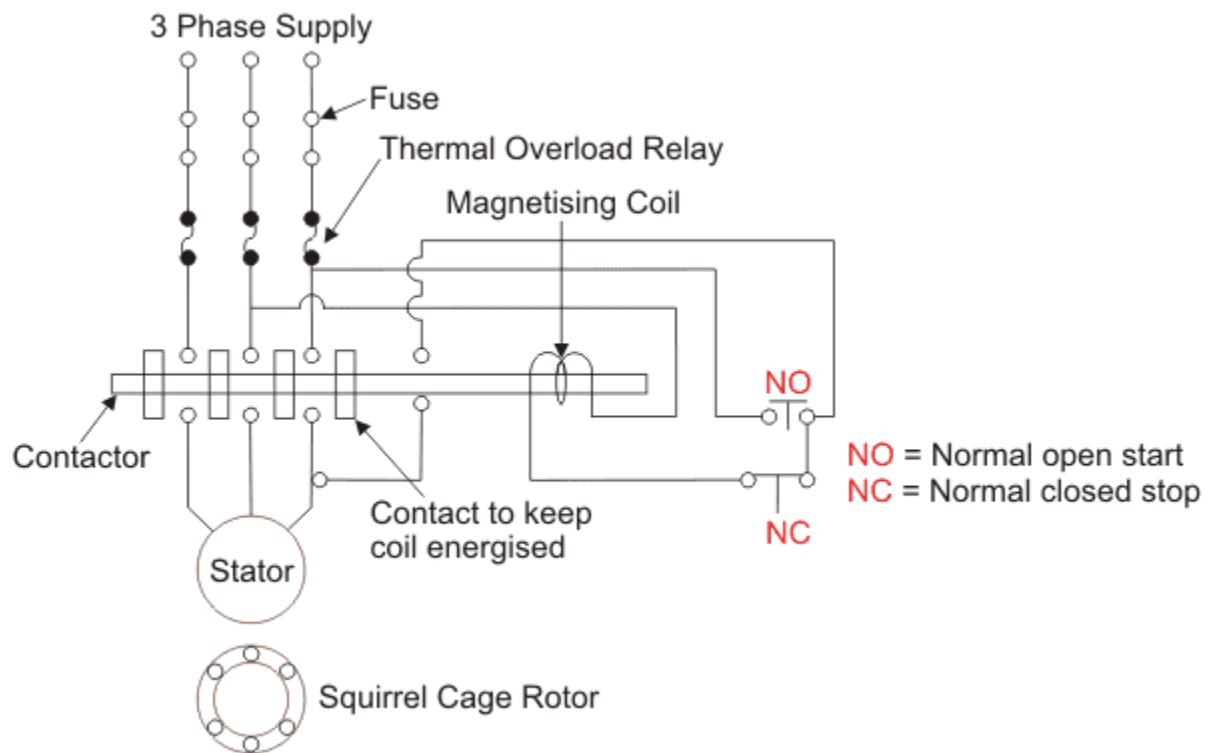 3 Phase Supply
Fuse
Thermal Overload Relay
Magnetising Coil
NO
Contactor
NO = Normal open start
NC = Normal closed stop
Contact to keep
coil energised
NC
Stator
Squirrel Cage Rotor